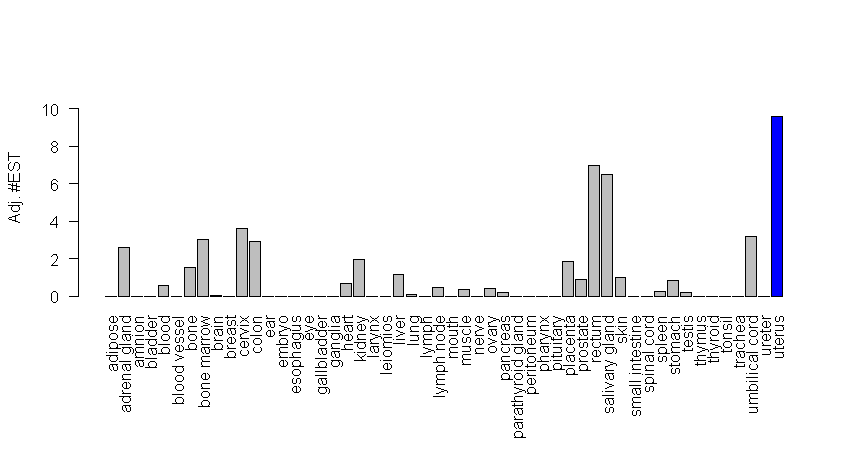 Adj. #EST
10
8
6
4
2
0
adipose
adrenal gland
amnion
bladder
blood
blood vessel
bone
bone marrow
brain
breast
cervix
colon
ear
embryo
esophagus
eye
gallbladder
ganglia
heart
kidney
larynx
leiomios
liver
lung
lymph
lymph node
mouth
muscle
nerve
ovary
pancreas
parathyroid gland
peritoneum
pharynx
pituitary
placenta
prostate
rectum
salivary gland
skin
small intestine
spinal cord
spleen
stomach
testis
thymus
thyroid
tonsil
trachea
umbilical cord
ureter
uterus